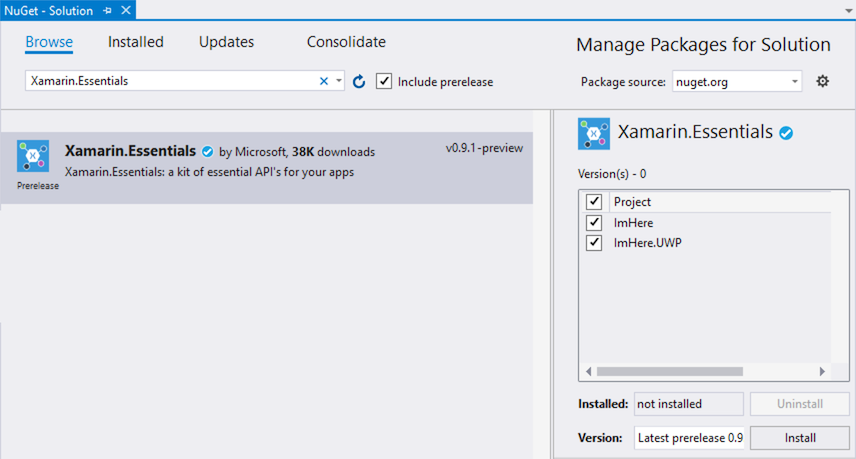 NuGet - Solution
Browse Installed Updates Consolidate
Manage Packages for Solution
Xamarin.Essentials
Include prerelease
Package source: nuget.org
Xamarin.Essentials by Microsoft, 38K downloads
v0.9.1-preview
Xamarin.Essentials: a kit of essential API's for your apps
Prerelease
Xamarin.Essentials
Version(s) - 0
Project
ImHere
ImHere.UWP
Installed: not installed Uninstall
Version: Latest prerelease 0.9 Install